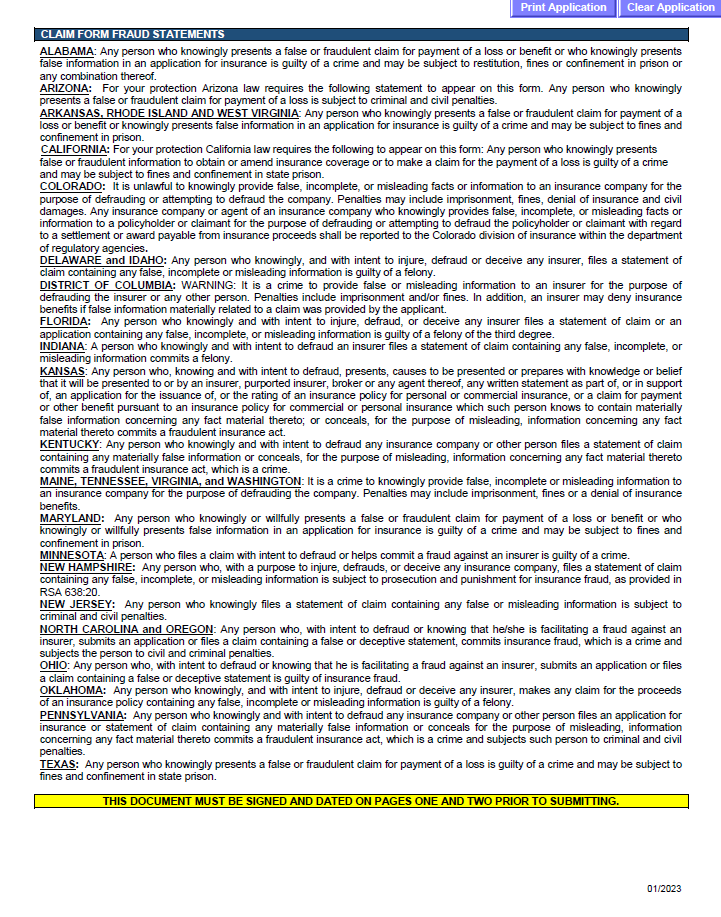 Print Application Clear Application
CLAIM FORM FRAUD STATEMENTS
ALABAMA: Any person who knowingly presents a false or fraudulent claim for payment of a loss or benefit or who knowingly presents
false information in an application for insurance is guilty of a crime and may be subject to restitution, fines or confinement in prison or
any combination thereof.
ARIZONA: For your protection Arizona law requires the following statement to appear on this form. Any person who knowingly
presents a false or fraudulent claim for payment of a loss is subject to criminal and civil penalties.
ARKANSAS, RHODE ISLAND AND WEST VIRGINIA: Any person who knowingly presents a false or fraudulent claim for payment of a
loss or benefit or knowingly presents false information in an application for insurance is guilty of a crime and may be subject to fines and
confinement in prison.
CALIFORNIA: For your protection California law requires the following to appear on this form: Any person who knowingly presents
false or fraudulent information to obtain or amend insurance coverage or to make a claim for the payment of a loss is guilty of a crime
and may be subject to fines and confinement in state prison.
COLORADO: It is unlawful to knowingly provide false, incomplete, or misleading facts or information to an insurance company for the
purpose of defrauding or attempting to defraud the company. Penalties may include imprisonment, fines, denial of insurance and civil
damages. Any insurance company or agent of an insurance company who knowingly provides false, incomplete, or misleading facts or
information to a policyholder or claimant for the purpose of defrauding or attempting to defraud the policyholder or claimant with regard
to a settlement or award payable from insurance proceeds shall be reported to the Colorado division of insurance within the department
of regulatory agencies.
DELAWARE and IDAHO: Any person who knowingly, and with intent to injure, defraud or deceive any insurer, files a statement of
claim containing any false, incomplete or misleading information is guilty of a felony.
DISTRICT OF COLUMBIA: WARNING: It is a crime to provide false or misleading information to an insurer for the purpose of
defrauding the insurer or any other person. Penalties include imprisonment and/or fines. In addition, an insurer may deny insurance
benefits if false information materially related to a claim was provided by the applicant.
FLORIDA: Any person who knowingly and with intent to injure, defraud, or deceive any insurer files a statement of claim or an
application containing any false, incomplete, or misleading information is guilty of a felony of the third degree.
INDIANA: A person who knowingly and with intent to defraud an insurer files a statement of claim containing any false, incomplete, or
misleading information commits a felony.
KANSAS: Any person who, knowing and with intent to defraud, presents, causes to be presented or prepares with knowledge or belief
that it will be presented to or by an insurer, purported insurer, broker or any agent thereof, any written statement as part of, or in support
of, an application for the issuance of, or the rating of an insurance policy for personal or commercial insurance, or a claim for payment
or other benefit pursuant to an insurance policy for commercial or personal insurance which such person knows to contain materially
false information concerning any fact material thereto; or conceals, for the purpose of misleading, information concerning any fact
material thereto commits a fraudulent insurance act.
KENTUCKY: Any person who knowingly and with intent to defraud any insurance company or other person files a statement of claim
containing any materially false information or conceals, for the purpose of misleading, information concerning any fact material thereto
commits a fraudulent insurance act, which is a crime.
MAINE, TENNESSEE, VIRGINIA, and WASHINGTON: It is a crime to knowingly provide false, incomplete or misleading information to
an insurance company for the purpose of defrauding the company. Penalties may include imprisonment, fines or a denial of insurance
benefits.
MARYLAND: Any person who knowingly or willfully presents a false or fraudulent claim for payment of a loss or benefit or who
knowingly or willfully presents false information in an application for insurance is guilty of a crime and may be subject to fines and
confinement in prison.
MINNESOTA: A person who files a claim with intent to defraud or helps commit a fraud against an insurer is guilty of a crime.
NEW HAMPSHIRE: Any person who, with a purpose to injure, defrauds, or deceive any insurance company, files a statement of claim
containing any false, incomplete, or misleading information is subject to prosecution and punishment for insurance fraud, as provided in
RSA 638:20.
NEW JERSEY: Any person who knowingly files a statement of claim containing any false or misleading information is subject to
criminal and civil penalties.
NORTH CAROLINA and OREGON: Any person who, with intent to defraud or knowing that he/she is facilitating a fraud against an
insurer, submits an application or files a claim containing a false or deceptive statement, commits insurance fraud, which is a crime and
subjects the person to civil and criminal penalties.
OHIO: Any person who, with intent to defraud or knowing that he is facilitating a fraud against an insurer, submits an application or files
a claim containing a false or deceptive statement is guilty of insurance fraud.
OKLAHOMA: Any person who knowingly, and with intent to injure, defraud or deceive any insurer, makes any claim for the proceeds
of an insurance policy containing any false, incomplete or misleading information is guilty of a felony.
PENNSYLVANIA: Any person who knowingly and with intent to defraud any insurance company or other person files an application for
insurance or statement of claim containing any materially false information or conceals for the purpose of misleading, information
concerning any fact material thereto commits a fraudulent insurance act, which is a crime and subjects such person to criminal and civil
penalties.
TEXAS: Any person who knowingly presents a false or fraudulent claim for payment of a loss is guilty of a crime and may be subject to
fines and confinement in state prison.
THIS DOCUMENT MUST BE SIGNED AND DATED ON PAGES ONE AND TWO PRIOR TO SUBMITTING.
01/2023